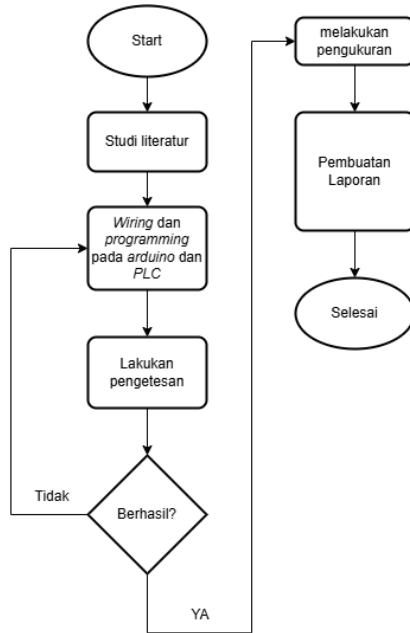 Start
Studi literatur
Wiring dan
programming
pada arduino dan
PLC
Lakukan
pengetesan
Berhasil?
Tidak
YA
melakukan
pengukuran
Pembuatan
Laporan
Selesai